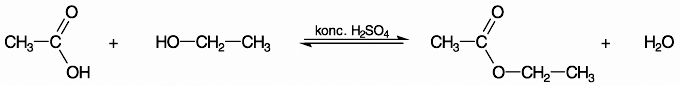 O O
konc. H₂SO₄
CH₃–C + HO–CH₂–CH₃ CH₃–C + H₂O
OH O–CH₂–CH₃